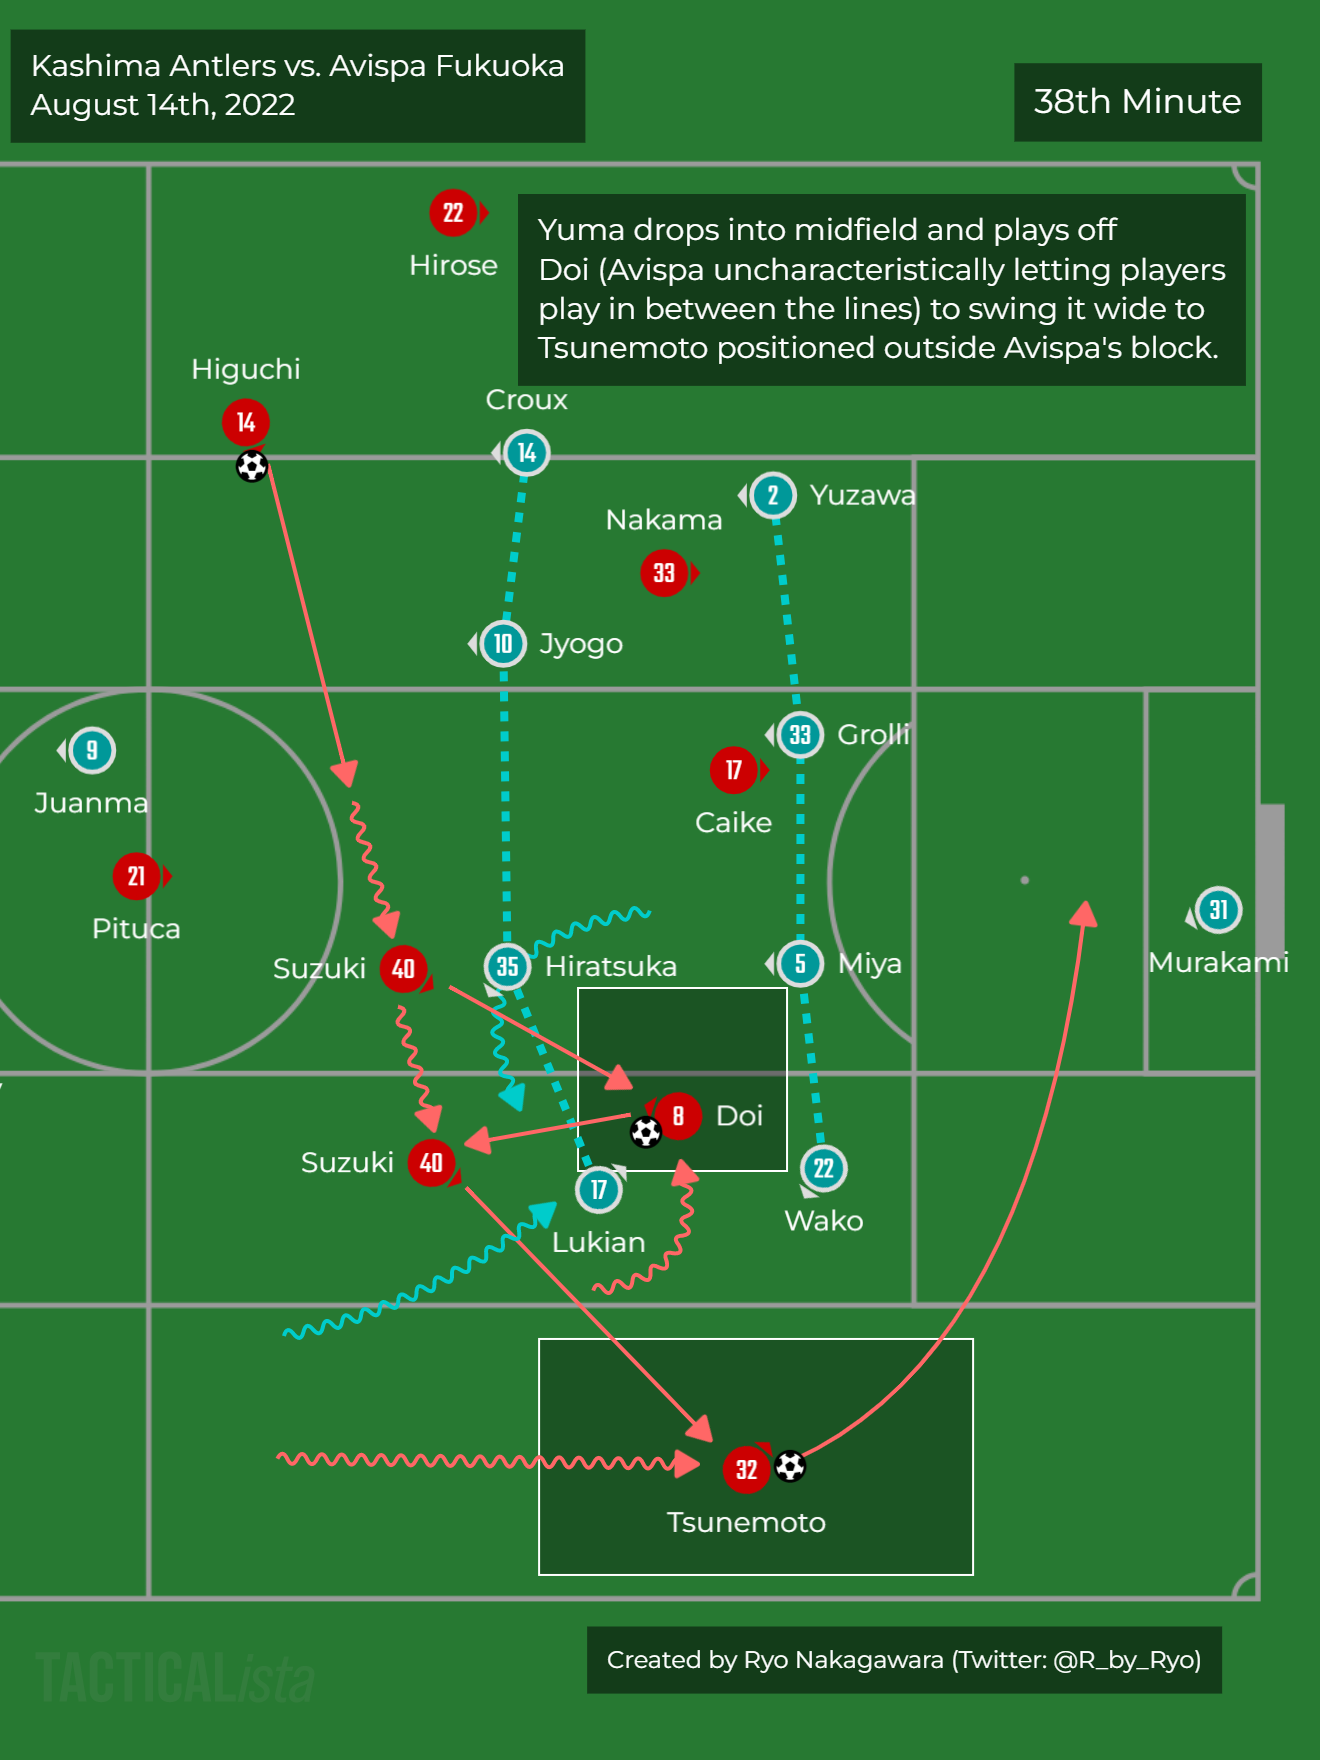 Kashima Antlers vs. Avispa Fukuoka
August 14th, 2022
38th Minute
22
Hirose
Yuma drops into midfield and plays off
Doi (Avispa uncharacteristically letting players
play in between the lines) to swing it wide to
Tsunemoto positioned outside Avispa's block.
Higuchi
14
Croux
14
2 Yuzawa
Nakama
33
10 Jyogo
9
Juanma
33 Grolli
17
Caike
21
Pituca
31
Murakami
Suzuki 40
35 Hiratsuka
5 Miya
8 Doi
Suzuki 40
17
Lukian
22
Wako
32
Tsunemoto
Created by Ryo Nakagawara (Twitter: @R_by_Ryo)
TACTICALista